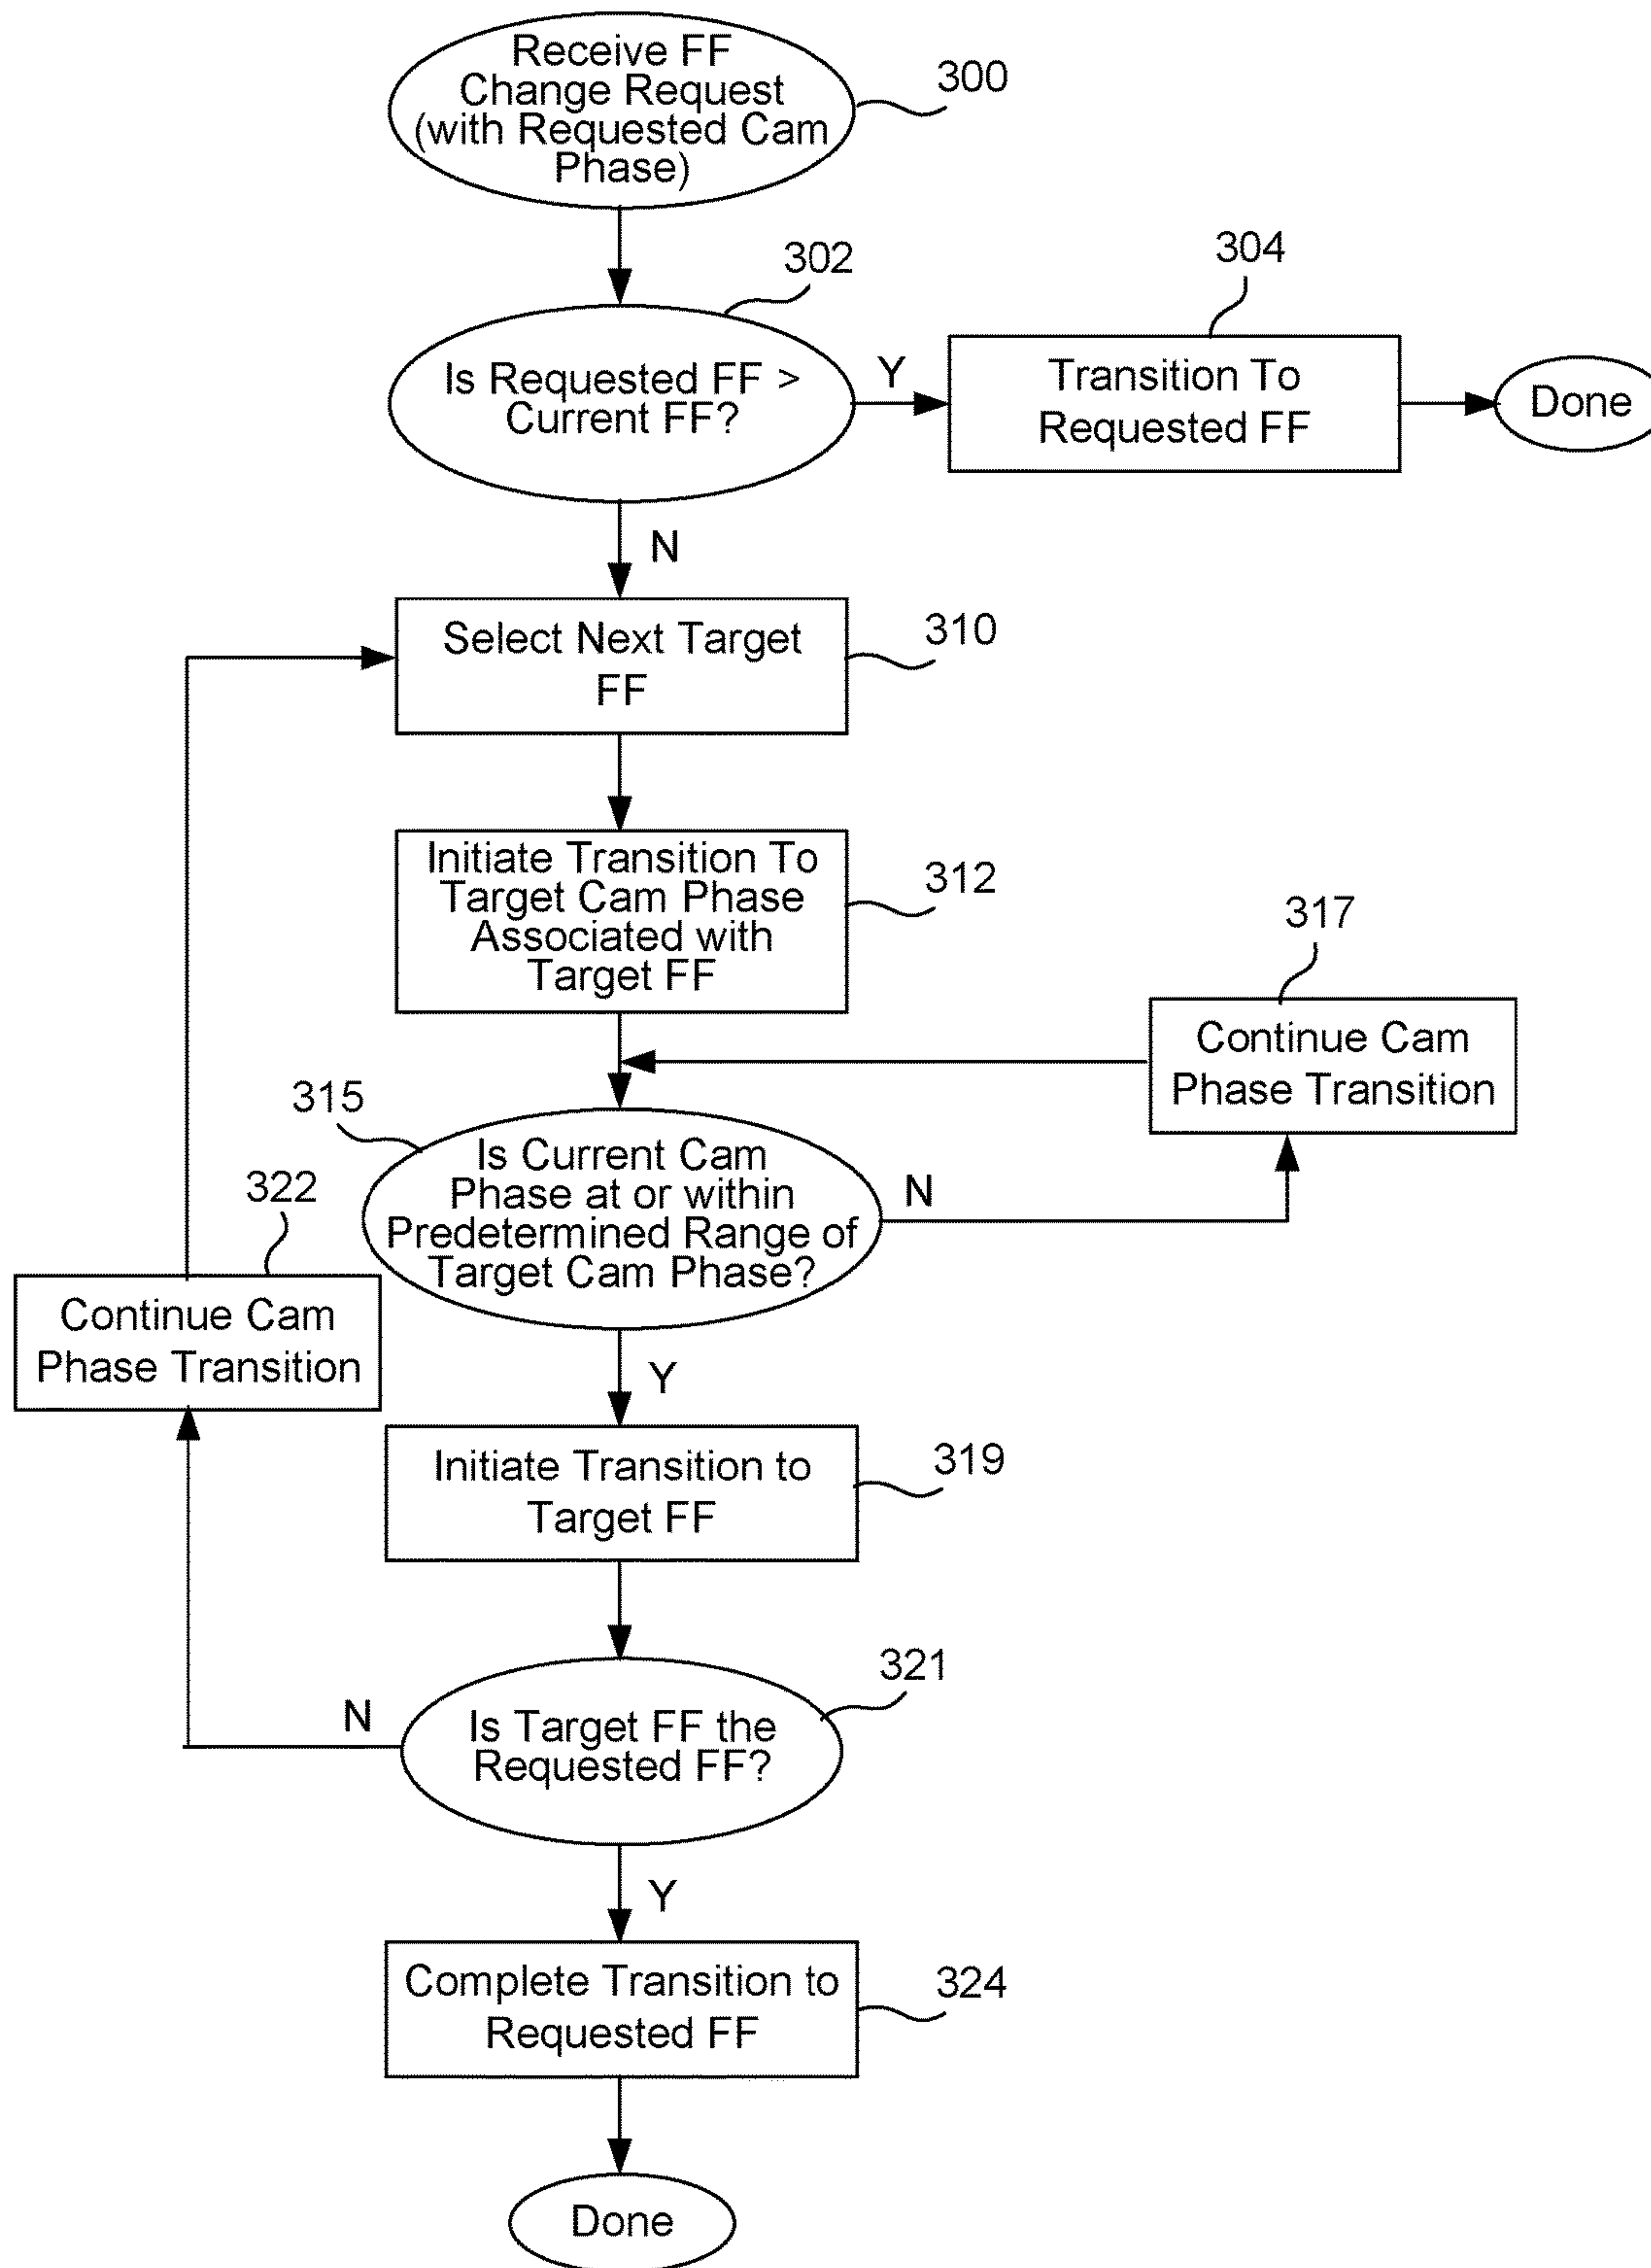 Receive FF
Change Request
(with Requested Cam
Phase)
300
302
Is Requested FF >
Current FF?
Y
304
Transition To
Requested FF
Done
N
Select Next Target
FF
310
Initiate Transition To
Target Cam Phase
Associated with
Target FF
312
317
Continue Cam
Phase Transition
315
Is Current Cam
Phase at or within
Predetermined Range of
Target Cam Phase?
N
322
Continue Cam
Phase Transition
Y
Initiate Transition to
Target FF
319
321
Is Target FF the
Requested FF?
N
Y
Complete Transition to
Requested FF
324
Done